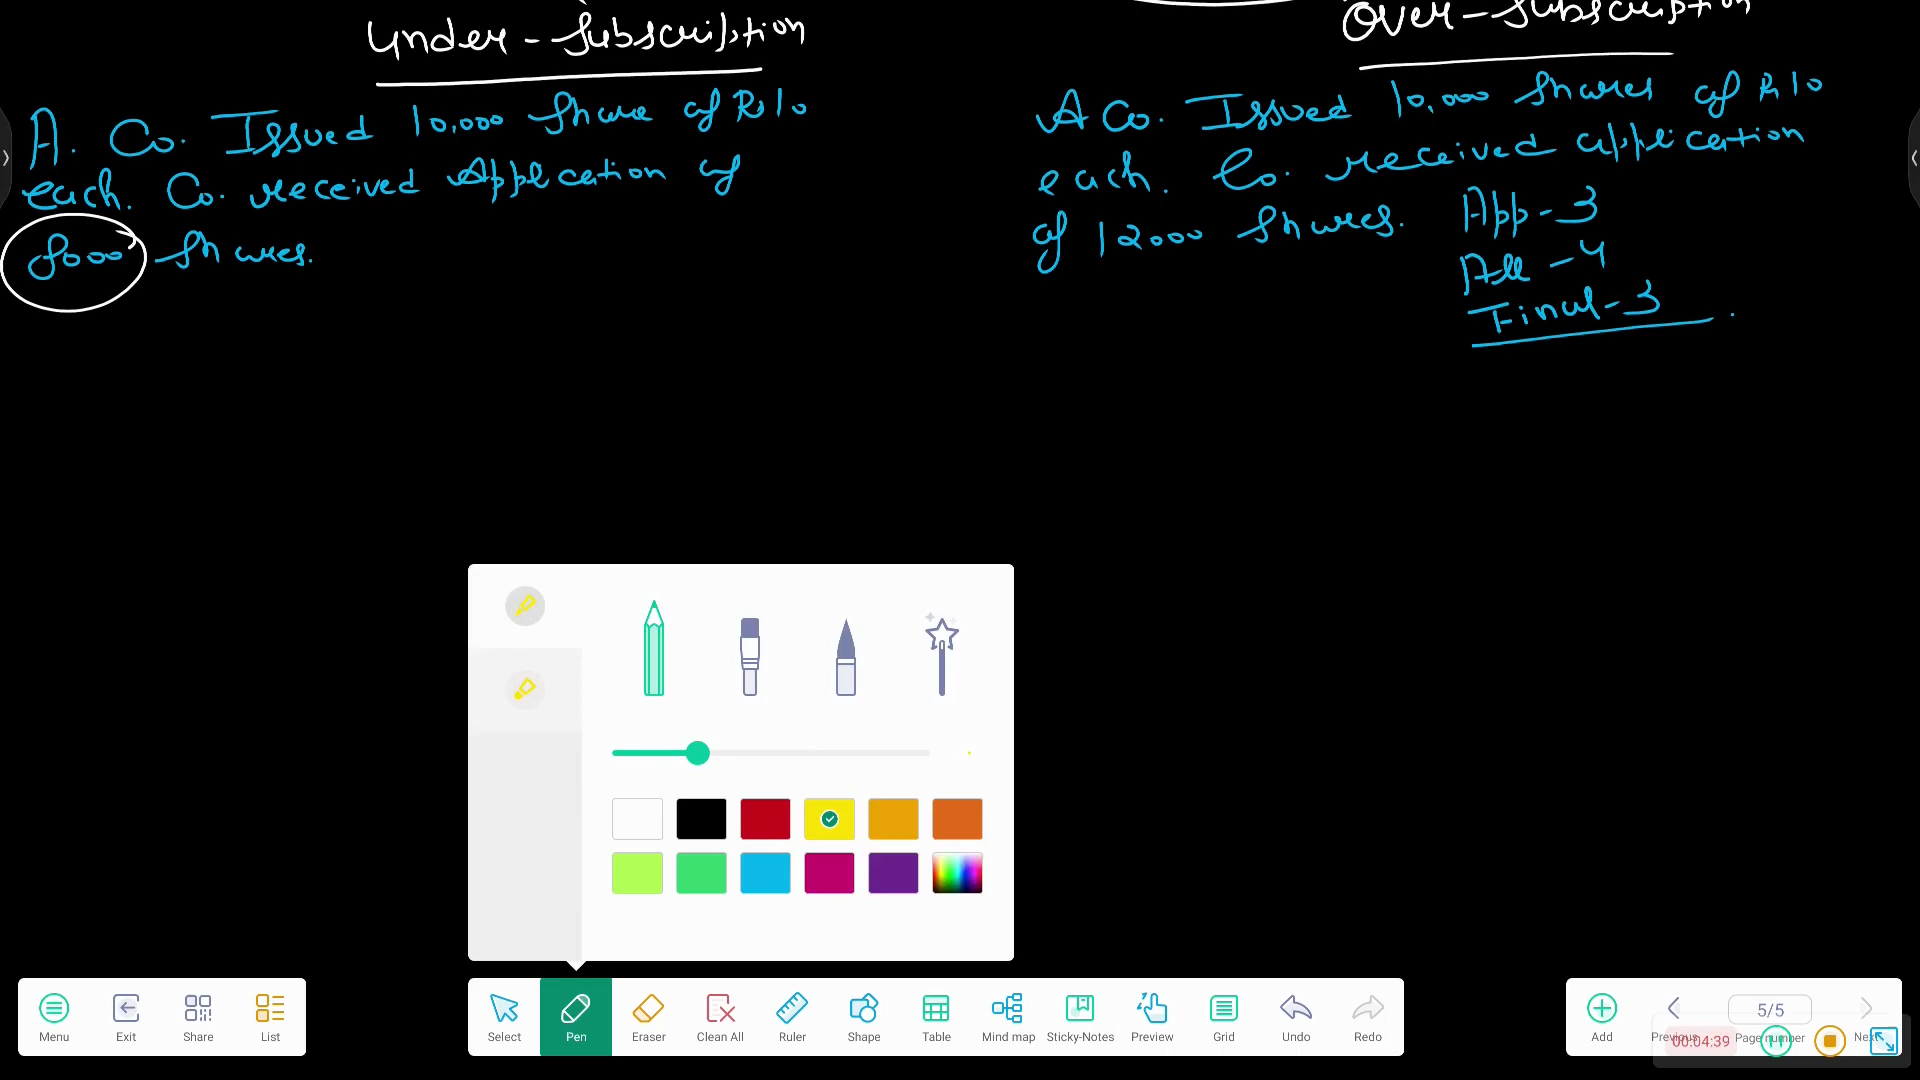 Under-Subscription
A. Co. Issued 10,000 Share of Rs 10
each. Co. received Application of
8000 Shares.
Over-Subscription
A Co. Issued 10,000 Shares of R 10
each. Co. received application
of 12000 Shares.
App-3
All-4
Final-3
Menu
Exit
Share
List
Select
Pen
Eraser
Clean All
Ruler
Shape
Table
Mind map
Sticky-Notes
Preview
Grid
Undo
Redo
Add
5/5
Page number
00:04:39